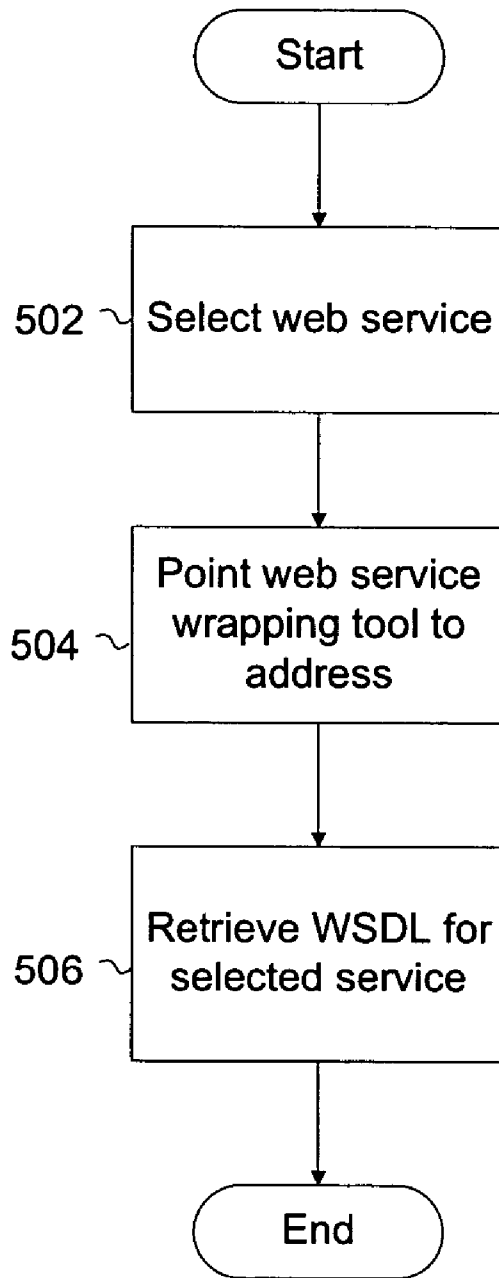 Start
502
Select web service
504
Point web service
wrapping tool to
address
506
Retrieve WSDL for
selected service
End